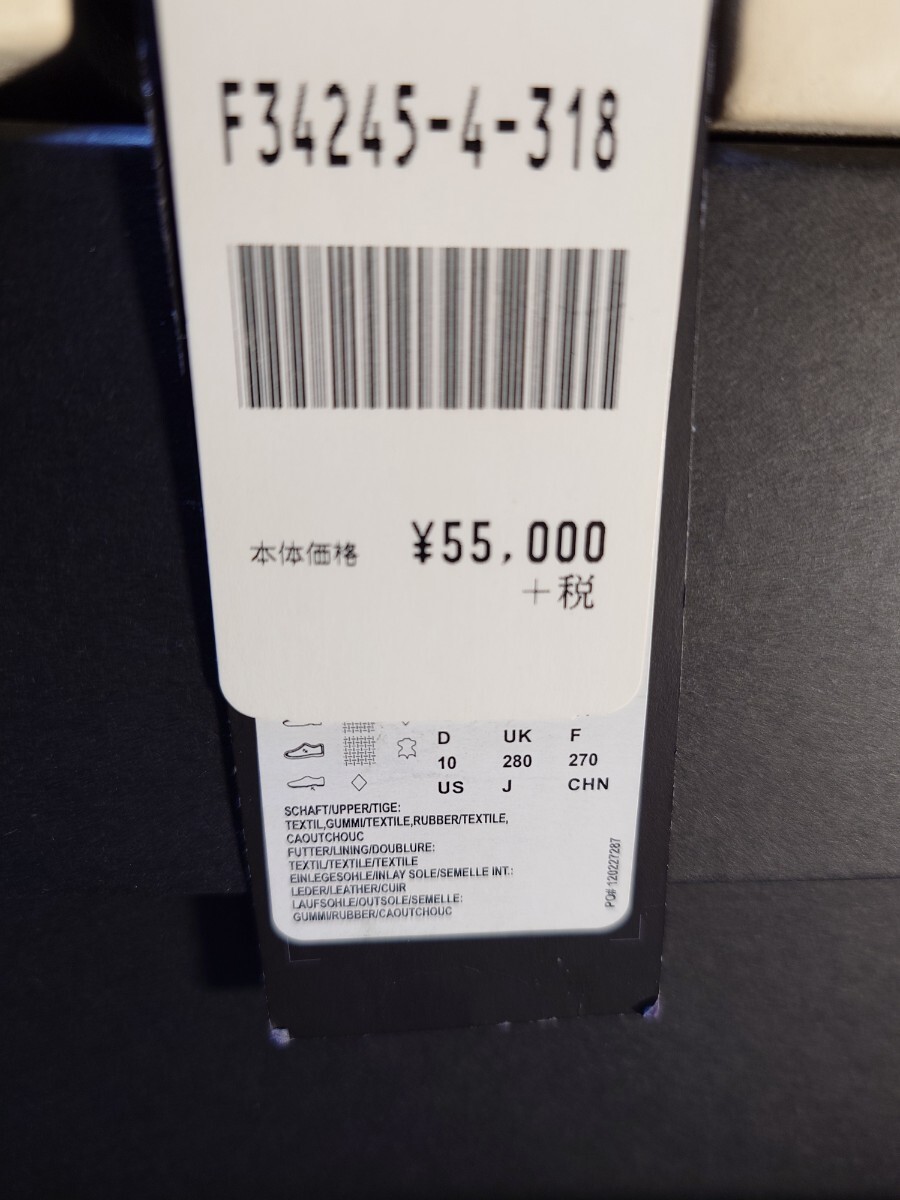 F34245-4-318
本体価格 ¥55,000
+税
D UK F
10 280 270
US J CHN
SCHAFT/UPPER/TIGE:
TEXTIL,GUMMI/TEXTILE,RUBBER/TEXTILE,
CAOUTCHOUC
FUTTER/LINING/DOUBLURE:
TEXTIL/TEXTILE/TEXTILE
EINLEGESOHLE/INLAY SOLE/SEMELLE INT.:
LEDER/LEATHER/CUIR
LAUFSOHLE/OUTSOLE/SEMELLE:
GUMMI/RUBBER/CAOUTCHOUC
PO# 120227287